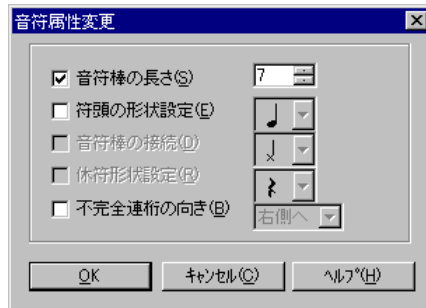 音符属性変更
音符棒の長さ(S) 7
符頭の形状設定(E)
音符棒の接続(D)
休符形状設定(R)
不完全連桁の向き(B) 右側へ
OK キャンセル(C) ヘルプ(H)